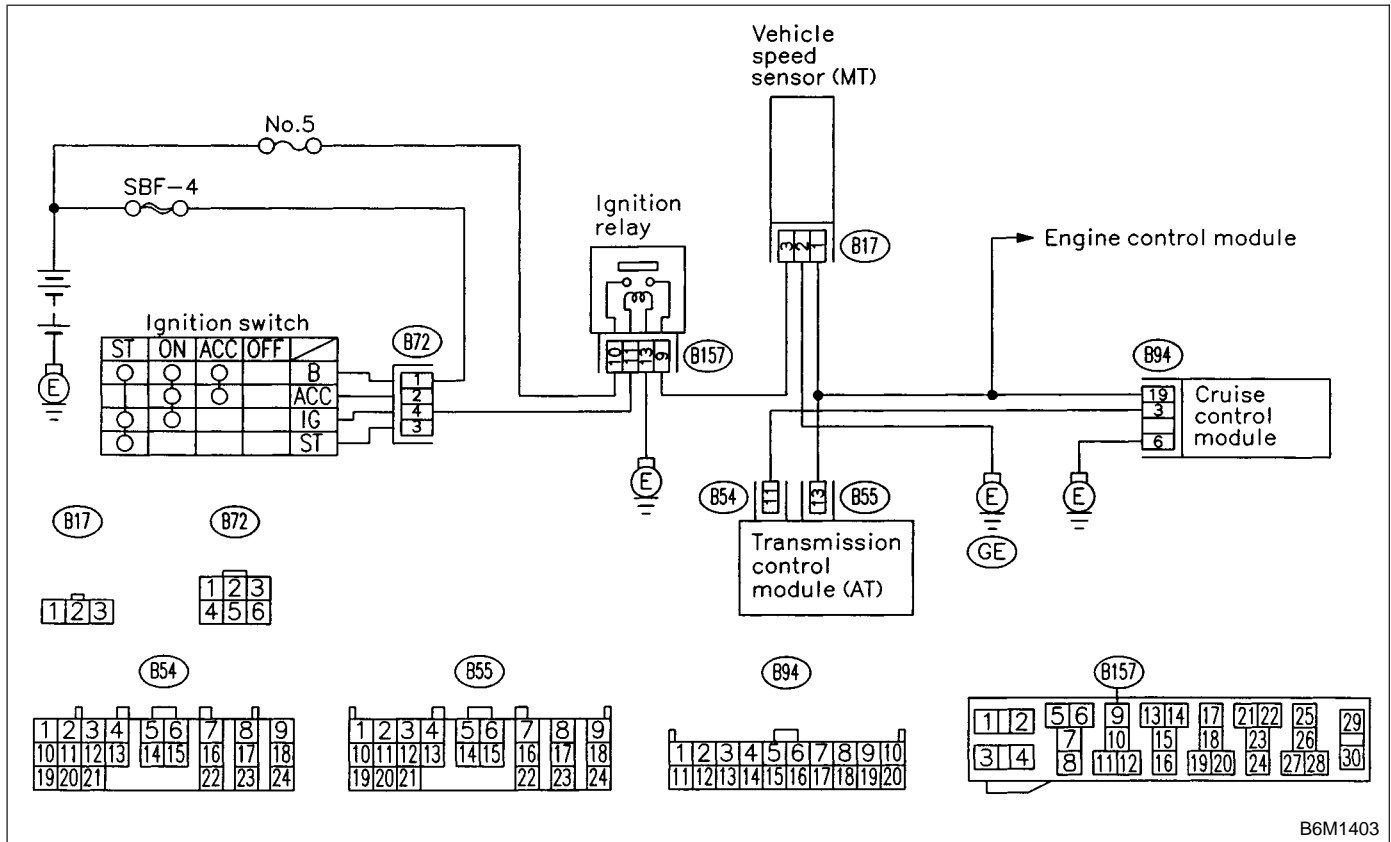 Vehicle
speed
sensor (MT)
No.5
SBF-4
Ignition
relay
3 2 1
B17
Engine control module
Ignition switch
ST ON ACC OFF
B
ACC
IG
ST
B72
1
2
4
3
10 11 13 9
B157
B94
19
3
6
Cruise
control
module
E
E
E
E
GE
B54
11
13
B55
Transmission
control
module (AT)
B17
1 2 3
B72
1 2 3
4 5 6
B54
1 2 3 4 5 6 7 8 9
10 11 12 13 14 15 16 17 18
19 20 21 22 23 24
B55
1 2 3 4 5 6 7 8 9
10 11 12 13 14 15 16 17 18
19 20 21 22 23 24
B94
1 2 3 4 5 6 7 8 9 10
11 12 13 14 15 16 17 18 19 20
B157
1 2 5 6 9 13 14 17 21 22 25 29
7 10 15 18 23 26
3 4 8 11 12 16 19 20 24 27 28 30
B6M1403